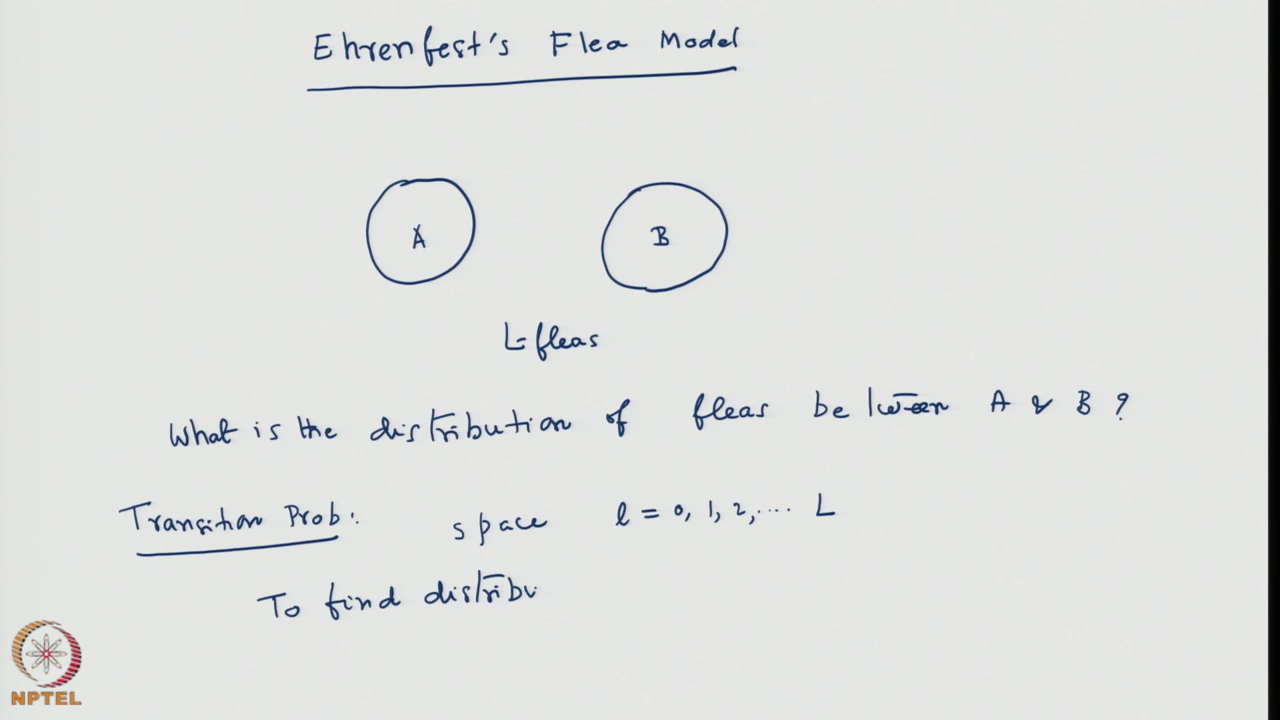 Ehrenfest's Flea Model
A B
L-fleas
What is the distribution of fleas between A & B ?
Transition Prob: space l = 0, 1, 2, .... L
To find distribu
NPTEL